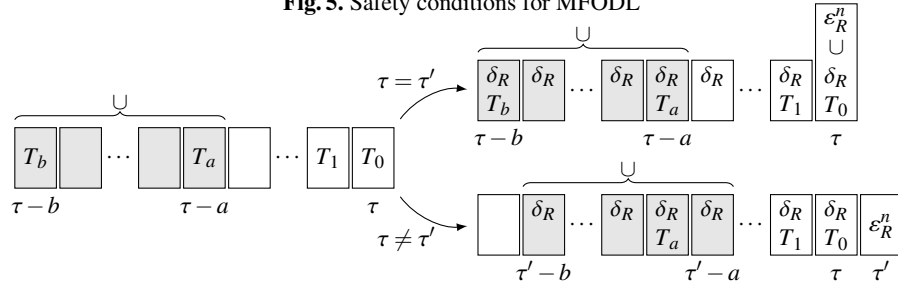 Fig. 5. Safety conditions for MFODL
∪
T_b ⋯ T_a ⋯ T_1 T_0
τ − b τ − a τ
τ = τ′
τ ≠ τ′
∪
ε_R^n
∪
δ_R δ_R ⋯ δ_R δ_R δ_R ⋯ δ_R δ_R
T_b T_a T_1 T_0
τ − b τ − a τ
∪
δ_R ⋯ δ_R δ_R δ_R ⋯ δ_R δ_R ε_R^n
T_a T_1 T_0
τ′ − b τ′ − a τ τ′